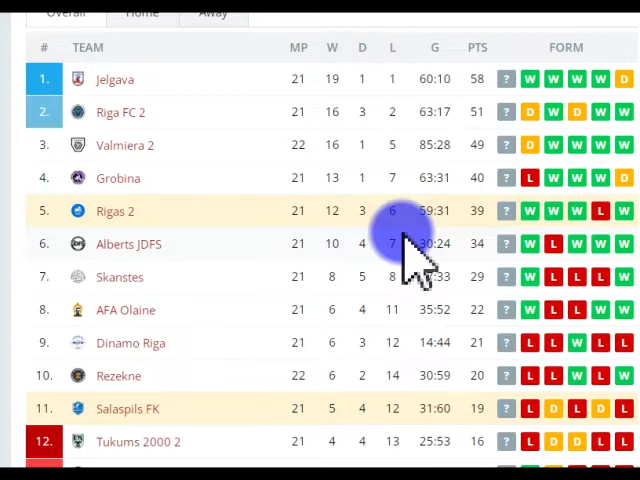 Overall Home Away
# TEAM MP W D L G PTS FORM
1. Jelgava 21 19 1 1 60:10 58 ? W W W W D
2. Riga FC 2 21 16 3 2 63:17 51 ? D W D W W
3. Valmiera 2 22 16 1 5 85:28 49 ? D W W W W
4. Grobina 21 13 1 7 63:31 40 ? L W W W D
5. Rigas 2 21 12 3 6 59:31 39 ? W W W L W
6. Alberts JDFS 21 10 4 7 30:24 34 ? W L W W W
7. Skanstes 21 8 5 8 :33 29 ? W L L L W
8. AFA Olaine 21 6 4 11 35:52 22 ? W L L W W
9. Dinamo Riga 21 6 3 12 14:44 21 ? L L W L L
10. Rezekne 22 6 2 14 30:59 20 ? L L W L W
11. Salaspils FK 21 5 4 12 31:60 19 ? L D L D L
12. Tukums 2000 2 21 4 4 13 25:53 16 ? L D D L L